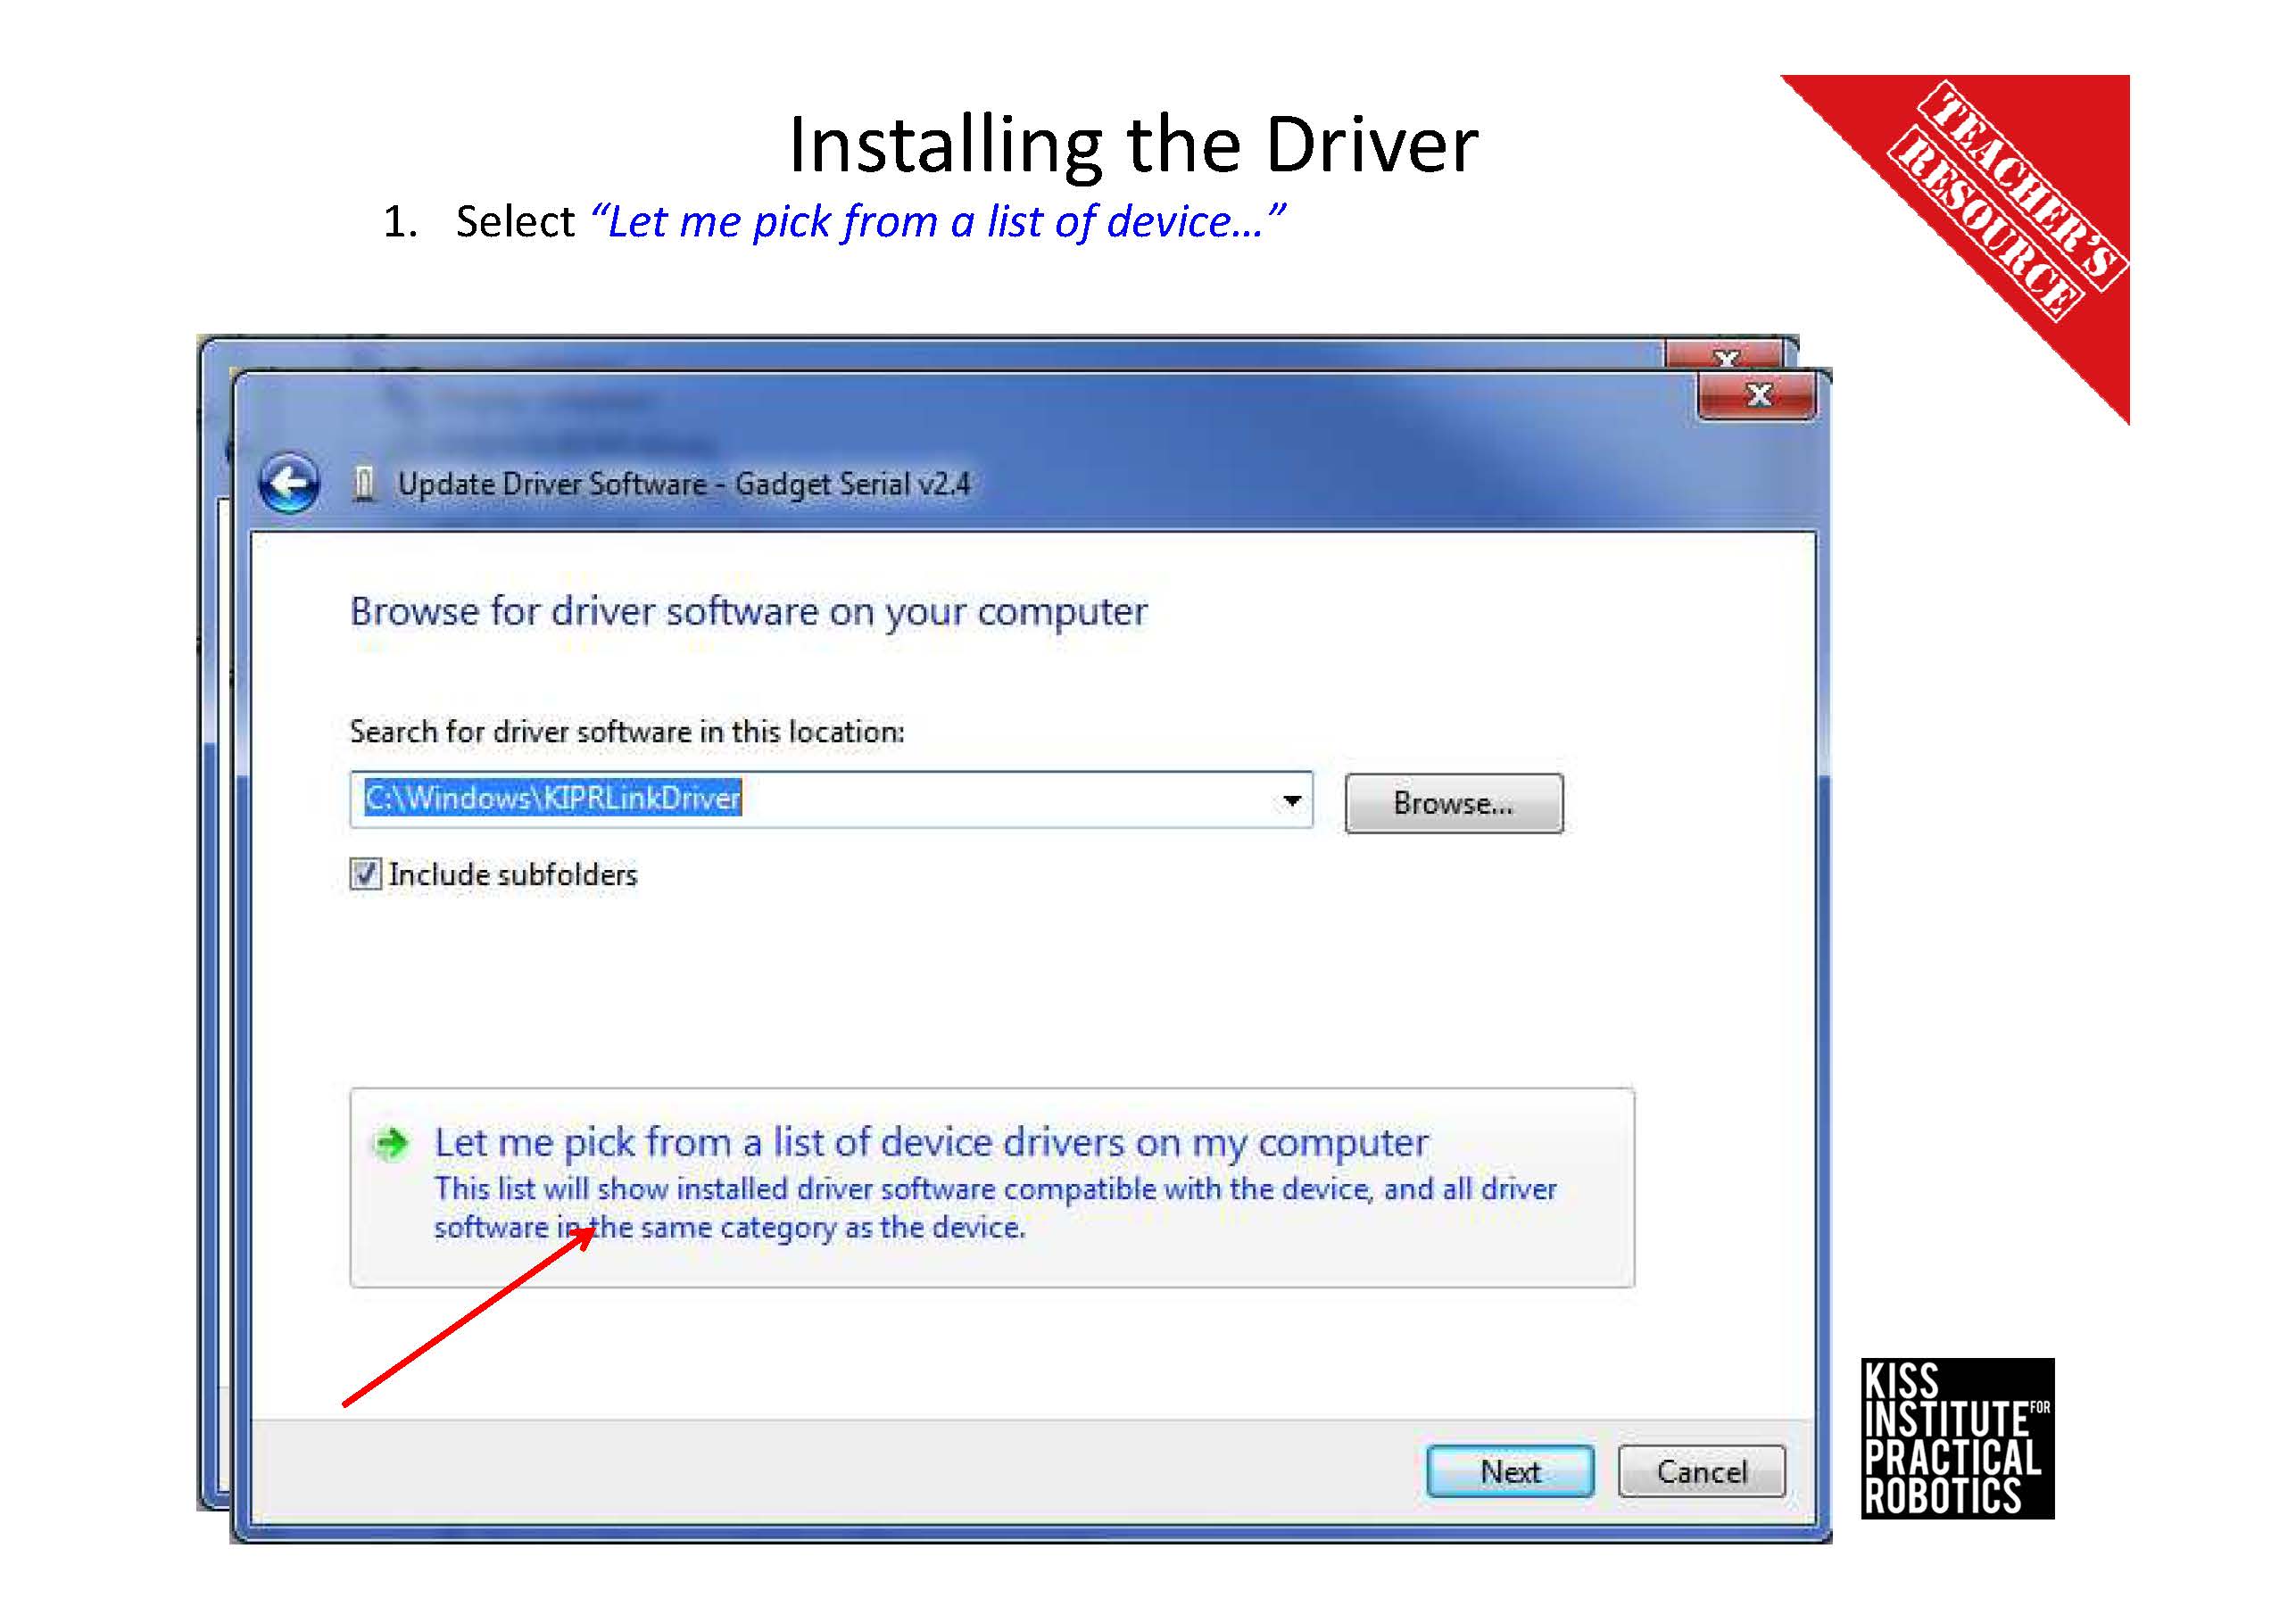 Installing the Driver
1. Select “Let me pick from a list of device…”
TEACHER'S
RESOURCE
X
X
Update Driver Software - Gadget Serial v2.4
Browse for driver software on your computer
Search for driver software in this location:
C:\Windows\KIPRLinkDriver
Browse...
Include subfolders
Let me pick from a list of device drivers on my computer
This list will show installed driver software compatible with the device, and all driver
software in the same category as the device.
Next
Cancel
KISS
INSTITUTE FOR
PRACTICAL
ROBOTICS